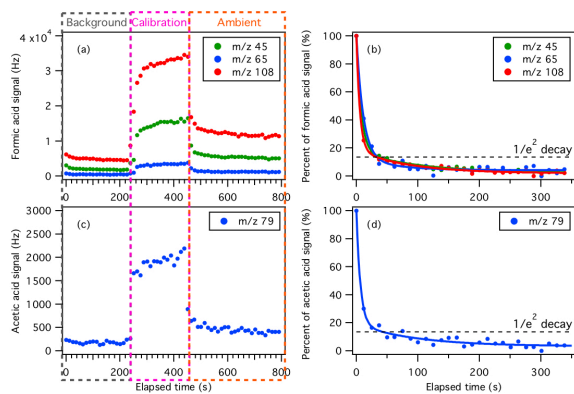 Background Calibration Ambient
4 x10⁴
3
2
1
0
Formic acid signal (Hz)
(a)
m/z 45
m/z 65
m/z 108
0 200 400 600 800
100
80
60
40
20
0
Percent of formic acid signal (%)
(b)
m/z 45
m/z 65
m/z 108
1/e² decay
0 100 200 300
3000
2500
2000
1500
1000
500
0
Acetic acid signal (Hz)
(c)
m/z 79
0 200 400 600 800
Elapsed time (s)
100
80
60
40
20
0
Percent of acetic acid signal (%)
(d)
m/z 79
1/e² decay
0 100 200 300
Elapsed time (s)